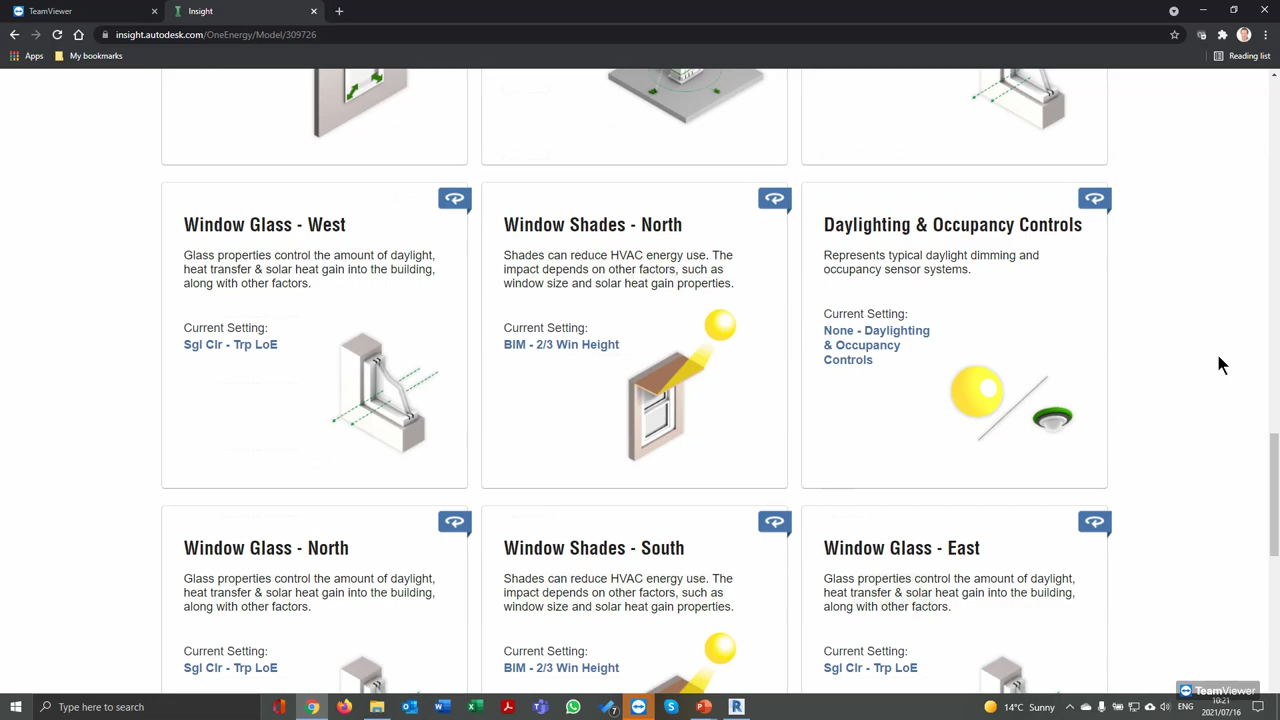 TeamViewer
Insight
insight.autodesk.com/OneEnergy/Model/309726
Apps
My bookmarks
Reading list
Window Glass - West
Glass properties control the amount of daylight,
heat transfer & solar heat gain into the building,
along with other factors.
Current Setting:
Sgl Clr - Trp LoE
Window Shades - North
Shades can reduce HVAC energy use. The
impact depends on other factors, such as
window size and solar heat gain properties.
Current Setting:
BIM - 2/3 Win Height
Daylighting & Occupancy Controls
Represents typical daylight dimming and
occupancy sensor systems.
Current Setting:
None - Daylighting
& Occupancy
Controls
Window Glass - North
Glass properties control the amount of daylight,
heat transfer & solar heat gain into the building,
along with other factors.
Current Setting:
Sgl Clr - Trp LoE
Window Shades - South
Shades can reduce HVAC energy use. The
impact depends on other factors, such as
window size and solar heat gain properties.
Current Setting:
BIM - 2/3 Win Height
Window Glass - East
Glass properties control the amount of daylight,
heat transfer & solar heat gain into the building,
along with other factors.
Current Setting:
Sgl Clr - Trp LoE
TeamViewer
Type here to search
14°C Sunny
ENG
10:21
2021/07/16